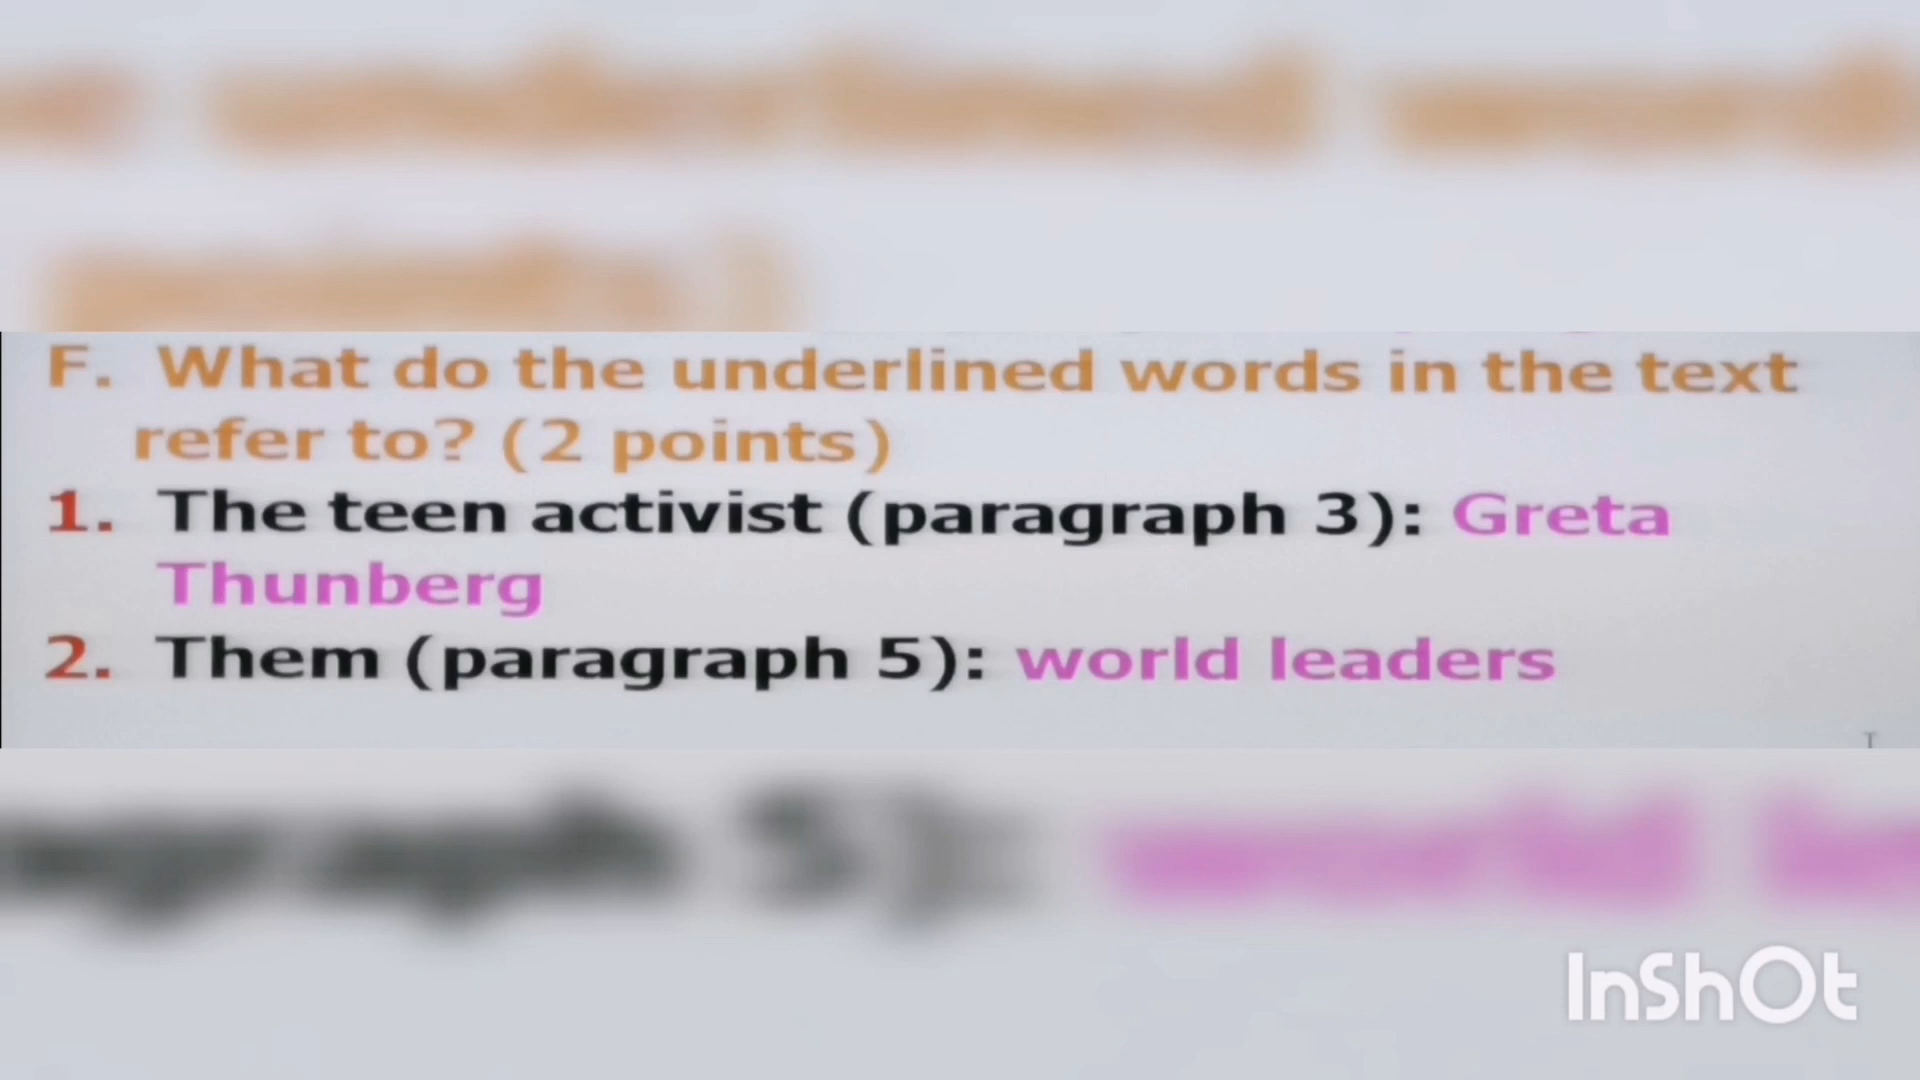 F. What do the underlined words in the text
refer to? (2 points)
1. The teen activist (paragraph 3): Greta
Thunberg
2. Them (paragraph 5): world leaders
InShOt